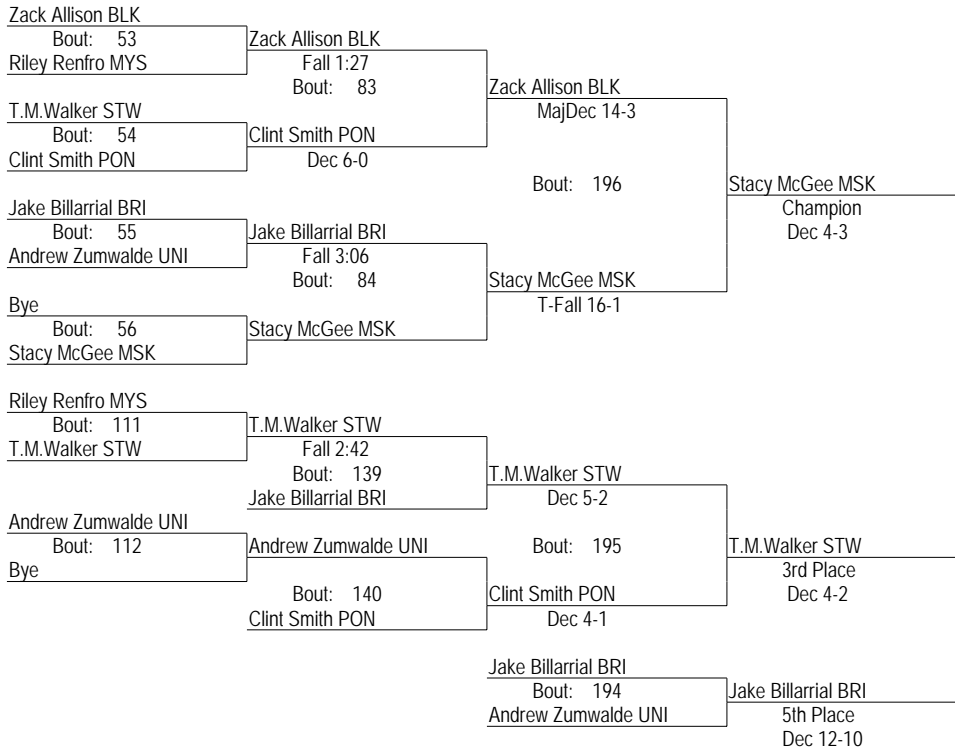 Zack Allison BLK
Bout: 53
Zack Allison BLK
Riley Renfro MYS
Fall 1:27
Bout: 83
Zack Allison BLK
T.M.Walker STW
MajDec 14-3
Bout: 54
Clint Smith PON
Clint Smith PON
Dec 6-0
Bout: 196
Stacy McGee MSK
Jake Billarrial BRI
Champion
Bout: 55
Jake Billarrial BRI
Dec 4-3
Andrew Zumwalde UNI
Fall 3:06
Bout: 84
Stacy McGee MSK
Bye
T-Fall 16-1
Bout: 56
Stacy McGee MSK
Stacy McGee MSK
Riley Renfro MYS
Bout: 111
T.M.Walker STW
T.M.Walker STW
Fall 2:42
Bout: 139
T.M.Walker STW
Jake Billarrial BRI
Dec 5-2
Andrew Zumwalde UNI
Bout: 112
Andrew Zumwalde UNI
Bout: 195
T.M.Walker STW
Bye
3rd Place
Bout: 140
Clint Smith PON
Dec 4-2
Clint Smith PON
Dec 4-1
Jake Billarrial BRI
Bout: 194
Jake Billarrial BRI
Andrew Zumwalde UNI
5th Place
Dec 12-10